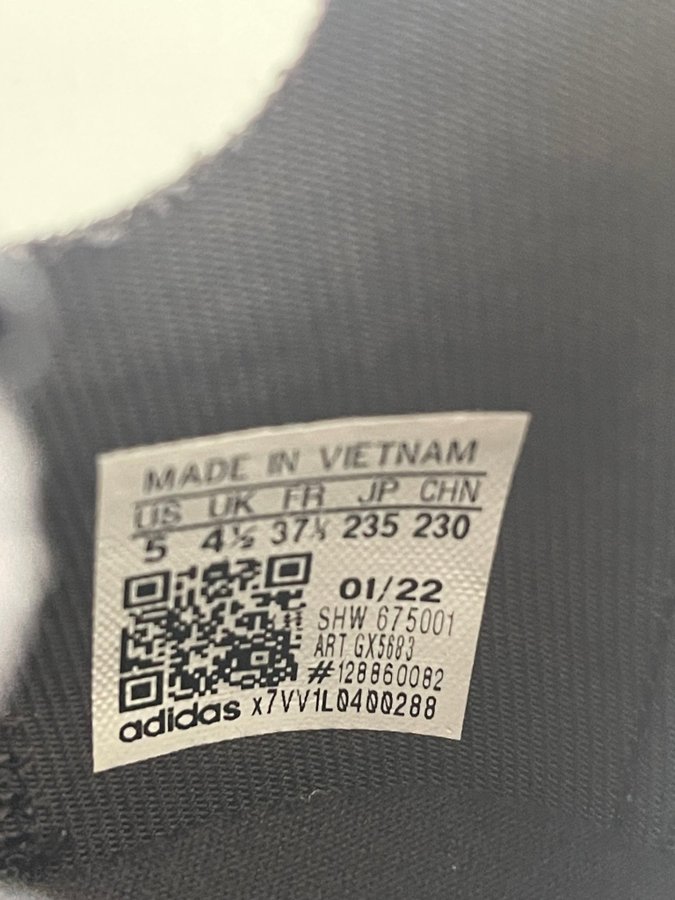 MADE IN VIETNAM
US UK FR JP CHN
5 4½ 37⅓ 235 230
01/22
SHW 675001
ART GX5683
#128860082
adidas x7VV1L0400288